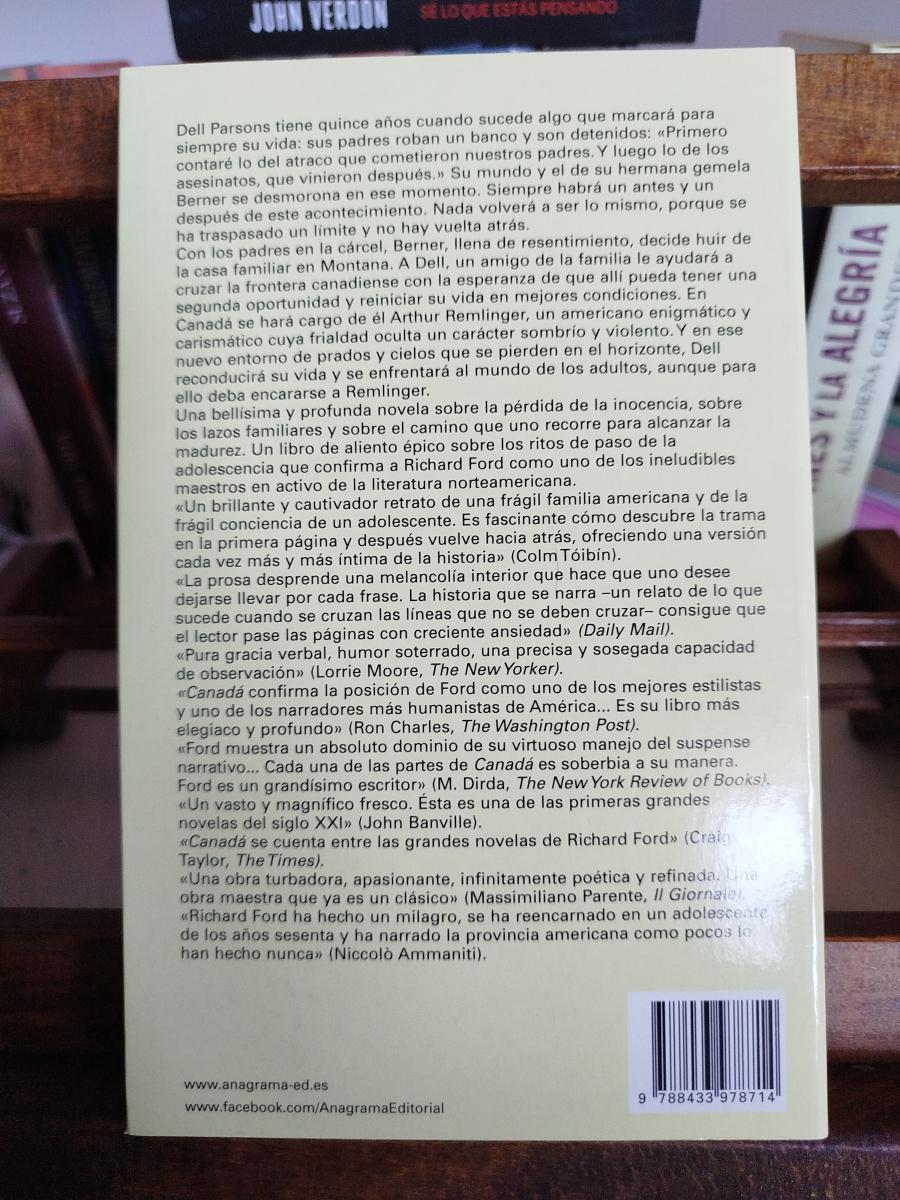 JOHN VERDON
SÉ LO QUE ESTÁS PENSANDO
Dell Parsons tiene quince años cuando sucede algo que marcará para
siempre su vida: sus padres roban un banco y son detenidos: «Primero
contaré lo del atraco que cometieron nuestros padres. Y luego lo de los
asesinatos, que vinieron después.» Su mundo y el de su hermana gemela
Berner se desmorona en ese momento. Siempre habrá un antes y un
después de este acontecimiento. Nada volverá a ser lo mismo, porque se
ha traspasado un límite y no hay vuelta atrás.
Con los padres en la cárcel, Berner, llena de resentimiento, decide huir de
la casa familiar en Montana. A Dell, un amigo de la familia le ayudará a
cruzar la frontera canadiense con la esperanza de que allí pueda tener una
segunda oportunidad y reiniciar su vida en mejores condiciones. En
Canadá se hará cargo de él Arthur Remlinger, un americano enigmático y
carismático cuya frialdad oculta un carácter sombrío y violento. Y en ese
nuevo entorno de prados y cielos que se pierden en el horizonte, Dell
reconducirá su vida y se enfrentará al mundo de los adultos, aunque para
ello deba encararse a Remlinger.
Una bellísima y profunda novela sobre la pérdida de la inocencia, sobre
los lazos familiares y sobre el camino que uno recorre para alcanzar la
madurez. Un libro de aliento épico sobre los ritos de paso de la
adolescencia que confirma a Richard Ford como uno de los ineludibles
maestros en activo de la literatura norteamericana.
«Un brillante y cautivador retrato de una frágil familia americana y de la
frágil conciencia de un adolescente. Es fascinante cómo descubre la trama
en la primera página y después vuelve hacia atrás, ofreciendo una versión
cada vez más y más íntima de la historia» (Colm Tóibín).
«La prosa desprende una melancolía interior que hace que uno desee
dejarse llevar por cada frase. La historia que se narra –un relato de lo que
sucede cuando se cruzan las líneas que no se deben cruzar– consigue que
el lector pase las páginas con creciente ansiedad» (Daily Mail).
«Pura gracia verbal, humor soterrado, una precisa y sosegada capacidad
de observación» (Lorrie Moore, The New Yorker).
«Canadá confirma la posición de Ford como uno de los mejores estilistas
y uno de los narradores más humanistas de América... Es su libro más
elegiaco y profundo» (Ron Charles, The Washington Post).
«Ford muestra un absoluto dominio de su virtuoso manejo del suspense
narrativo... Cada una de las partes de Canadá es soberbia a su manera.
Ford es un grandísimo escritor» (M. Dirda, The New York Review of Books).
«Un vasto y magnífico fresco. Ésta es una de las primeras grandes
novelas del siglo XXI» (John Banville).
«Canadá se cuenta entre las grandes novelas de Richard Ford» (Craig
Taylor, The Times).
«Una obra turbadora, apasionante, infinitamente poética y refinada. Una
obra maestra que ya es un clásico» (Massimiliano Parente, Il Giornale).
«Richard Ford ha hecho un milagro, se ha reencarnado en un adolescente
de los años sesenta y ha narrado la provincia americana como pocos lo
han hecho nunca» (Niccolò Ammaniti).
www.anagrama-ed.es
www.facebook.com/AnagramaEditorial
9 788433 978714
Y LA ALEGRÍA
ALMUDENA GRANDE